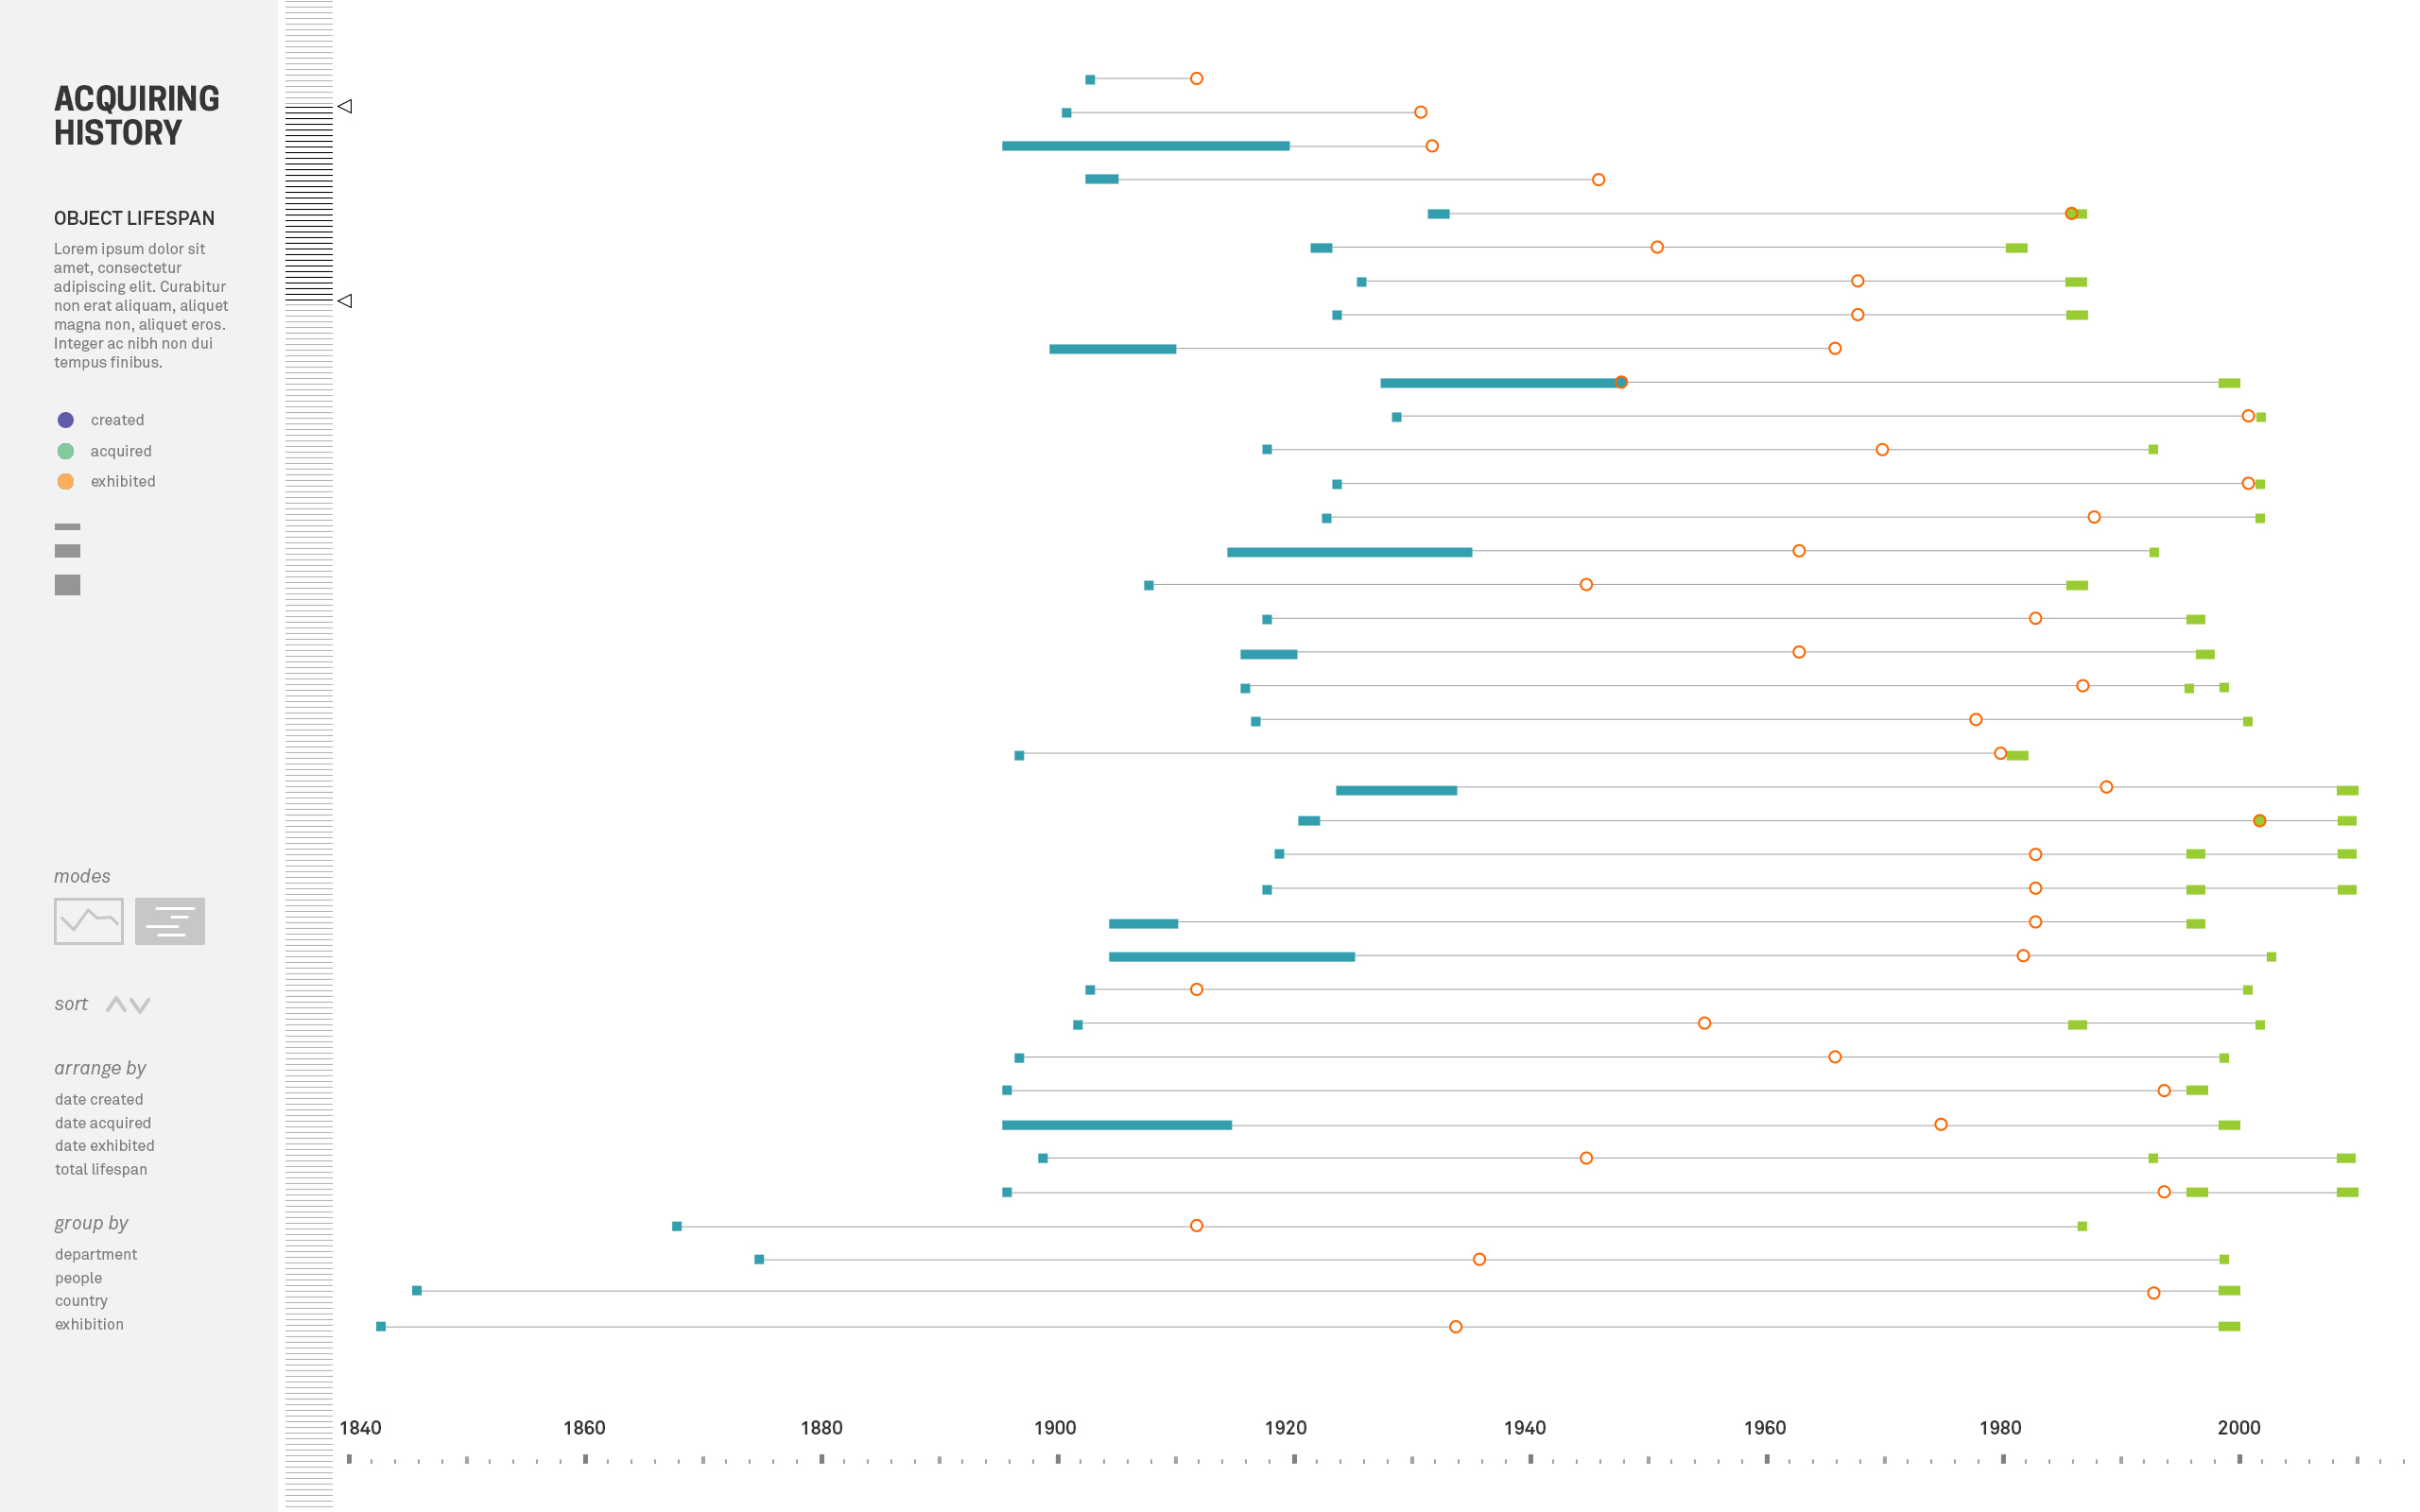 ACQUIRING
HISTORY
OBJECT LIFESPAN
Lorem ipsum dolor sit
amet, consectetur
adipiscing elit. Curabitur
non erat aliquam, aliquet
magna non, aliquet eros.
Integer ac nibh non dui
tempus finibus.
created
acquired
exhibited
modes
sort
arrange by
date created
date acquired
date exhibited
total lifespan
group by
department
people
country
exhibition
1840 1860 1880 1900 1920 1940 1960 1980 2000